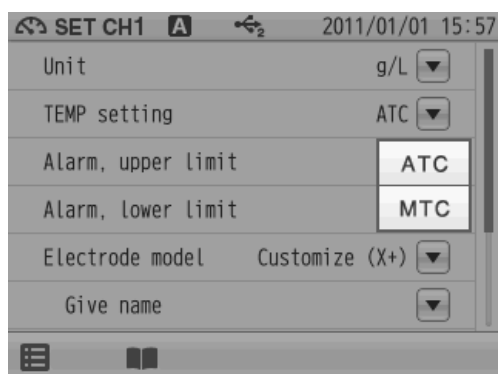 SET CH1 A 2 2011/01/01 15:57
Unit g/L
TEMP setting ATC
Alarm, upper limit ATC
Alarm, lower limit MTC
Electrode model Customize (X+)
Give name